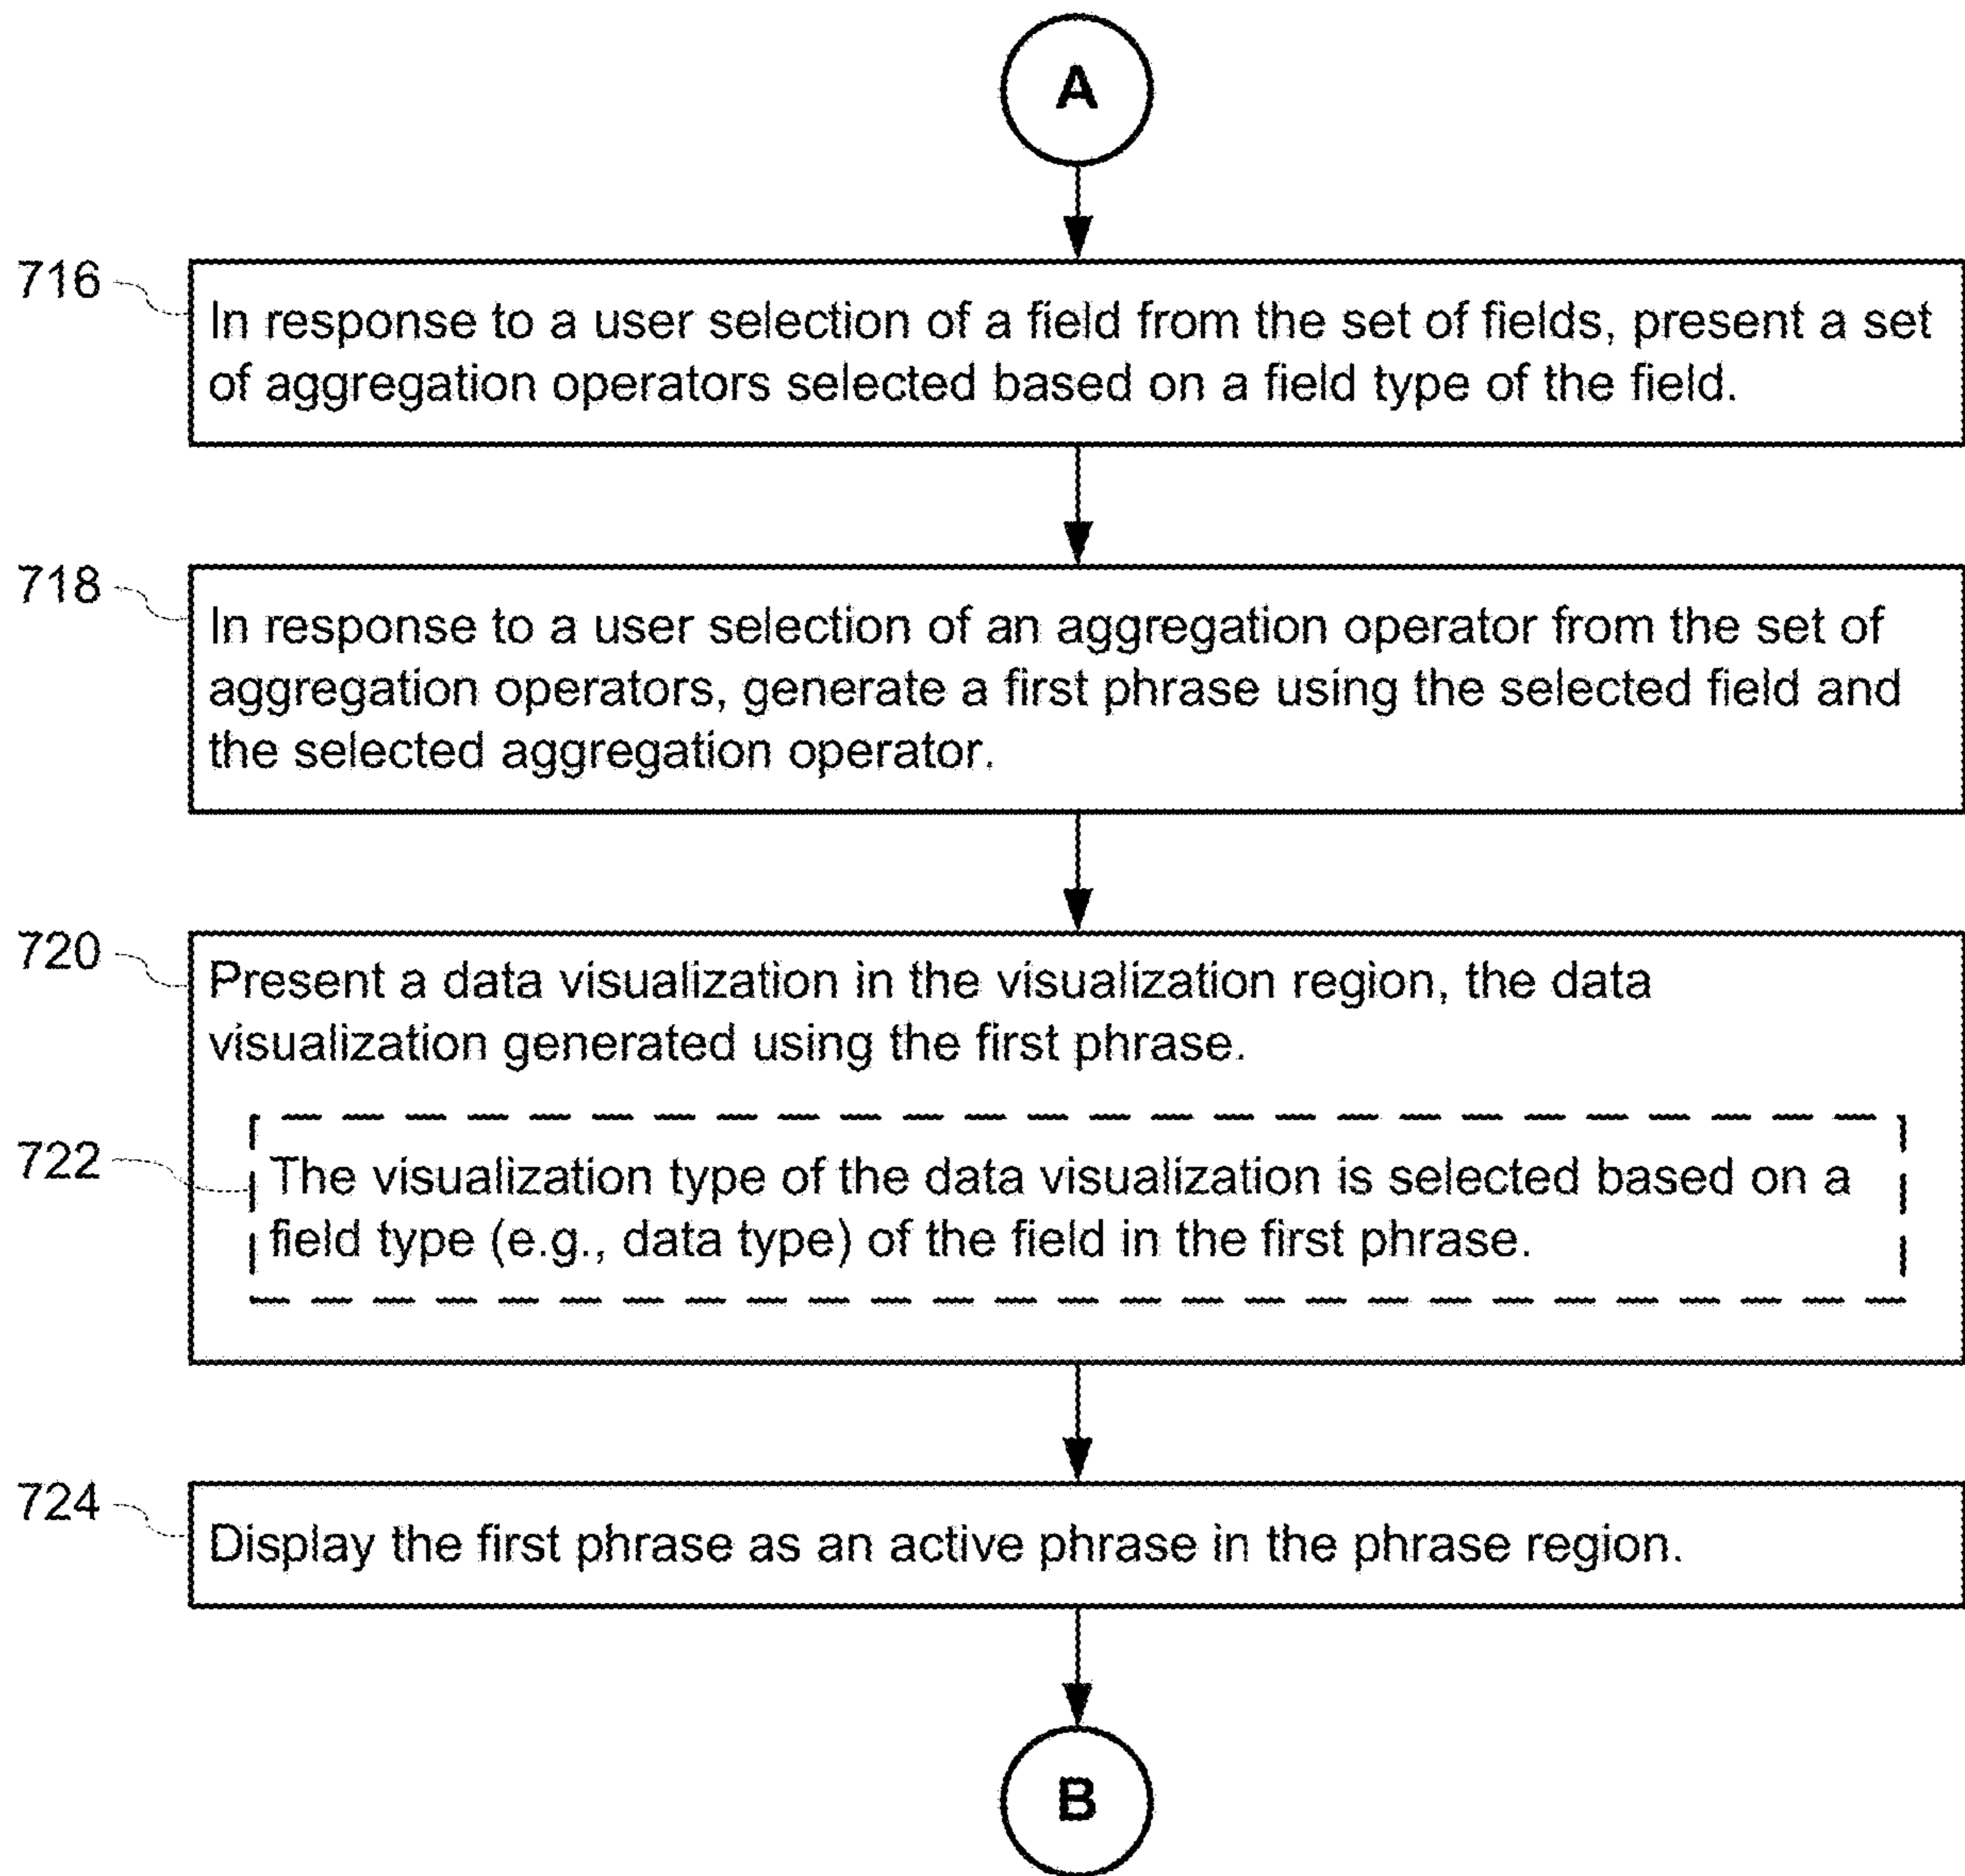 A
716
In response to a user selection of a field from the set of fields, present a set
of aggregation operators selected based on a field type of the field.
718
In response to a user selection of an aggregation operator from the set of
aggregation operators, generate a first phrase using the selected field and
the selected aggregation operator.
720
Present a data visualization in the visualization region, the data
visualization generated using the first phrase.
722
The visualization type of the data visualization is selected based on a
field type (e.g., data type) of the field in the first phrase.
724
Display the first phrase as an active phrase in the phrase region.
B